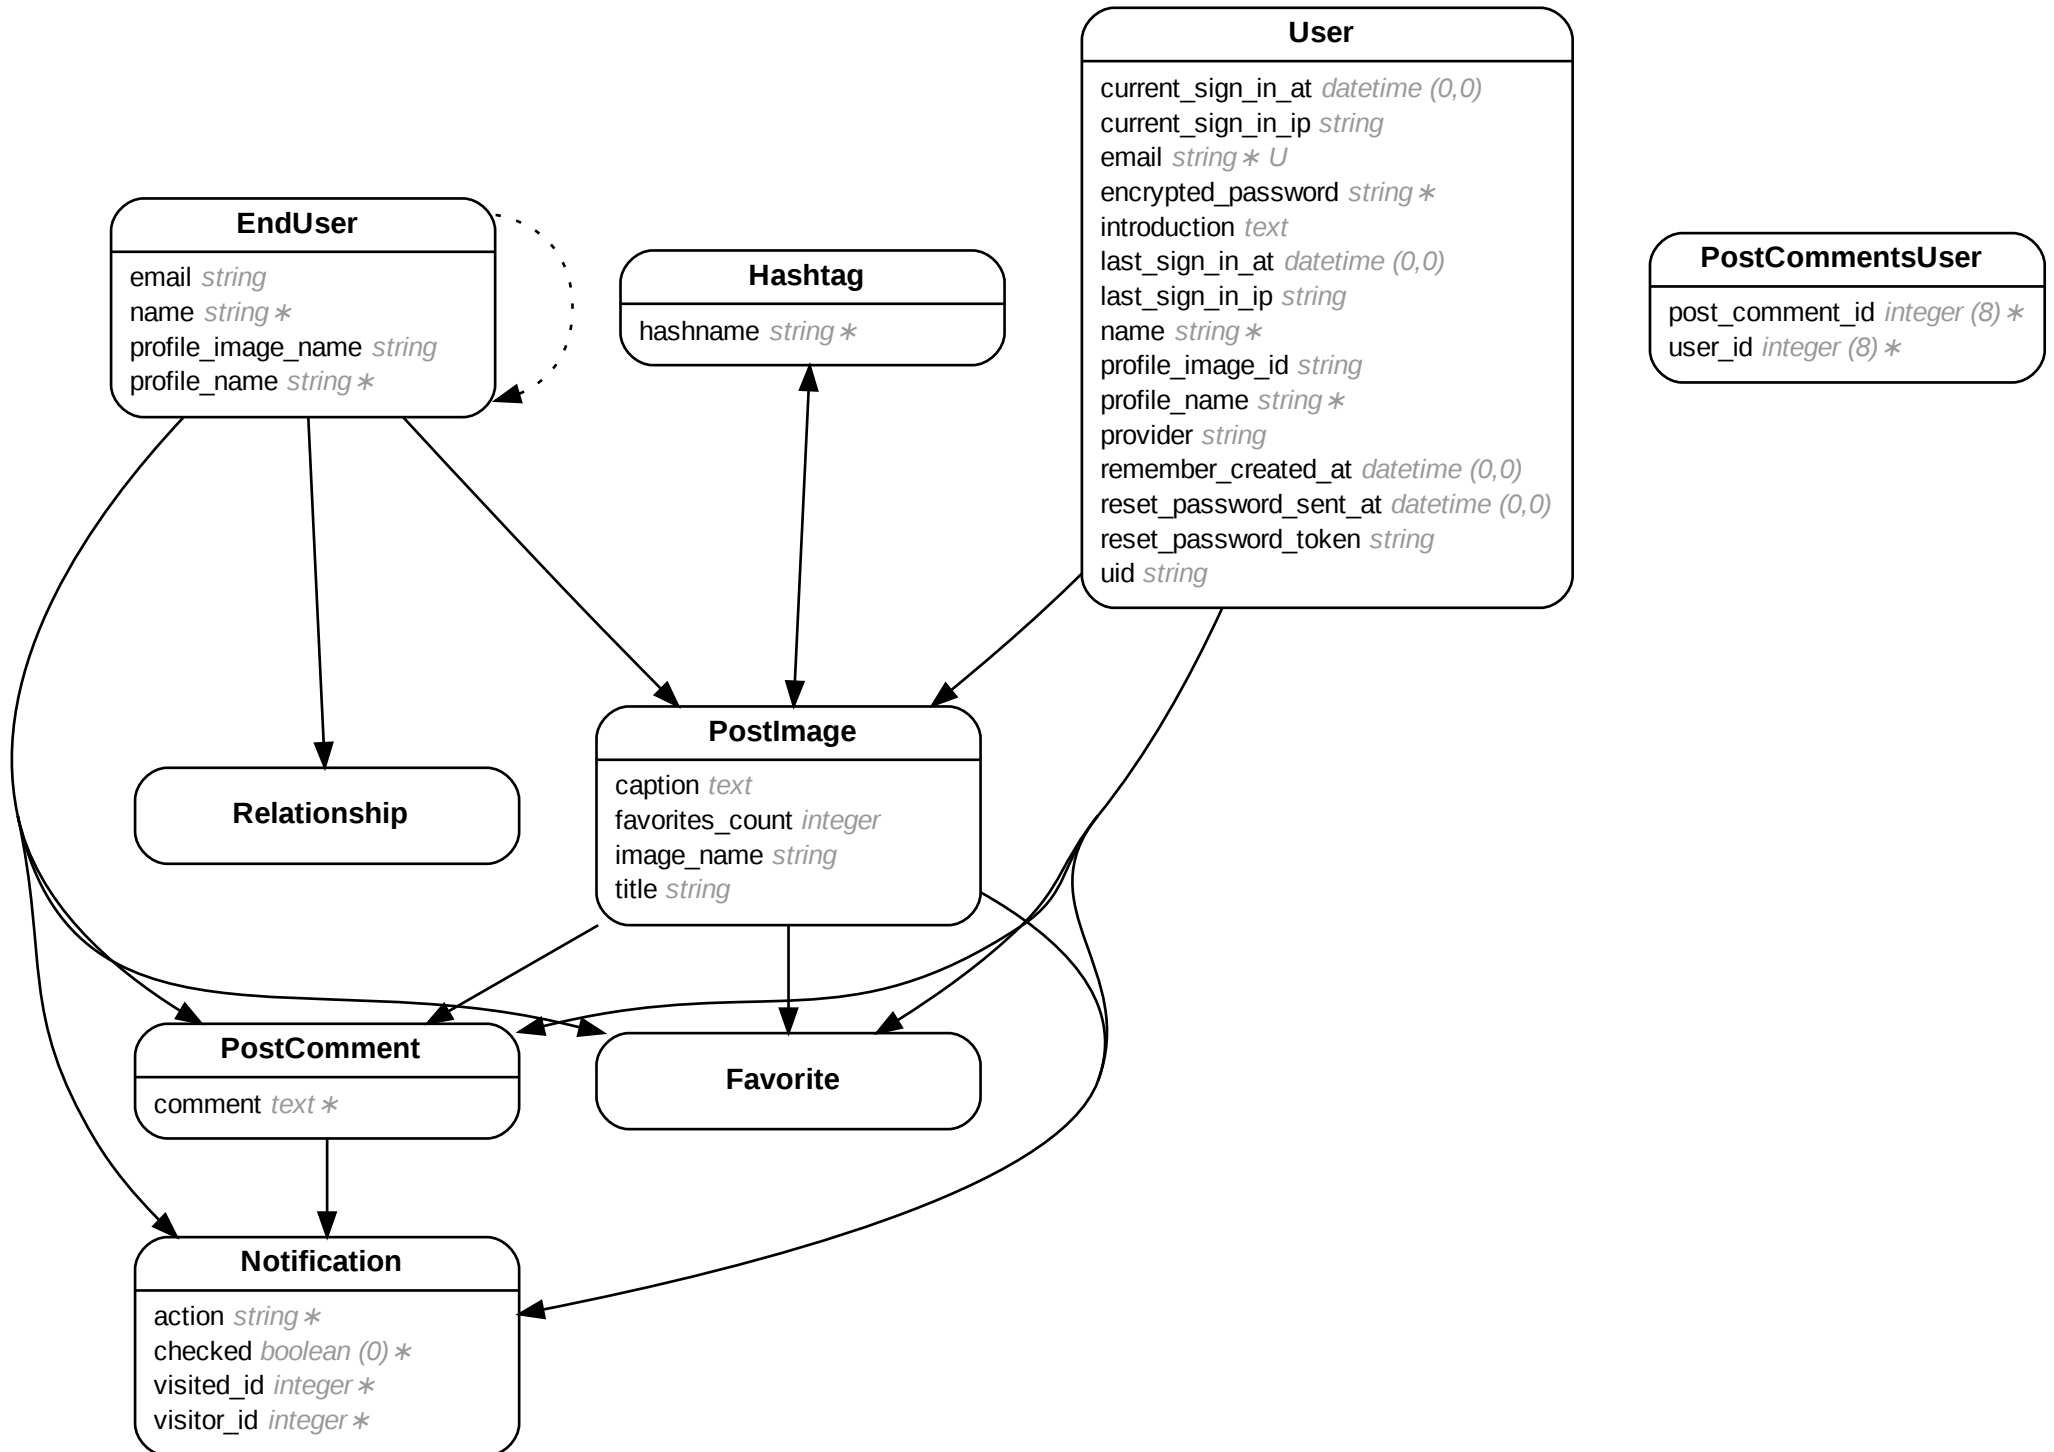 User
current_sign_in_at datetime (0,0)
current_sign_in_ip string
email string∗ U
encrypted_password string∗
introduction text
last_sign_in_at datetime (0,0)
last_sign_in_ip string
name string∗
profile_image_id string
profile_name string∗
provider string
remember_created_at datetime (0,0)
reset_password_sent_at datetime (0,0)
reset_password_token string
uid string
EndUser
email string
name string∗
profile_image_name string
profile_name string∗
Hashtag
hashname string∗
PostCommentsUser
post_comment_id integer (8)∗
user_id integer (8)∗
Relationship
PostImage
caption text
favorites_count integer
image_name string
title string
PostComment
comment text∗
Favorite
Notification
action string∗
checked boolean (0)∗
visited_id integer∗
visitor_id integer∗